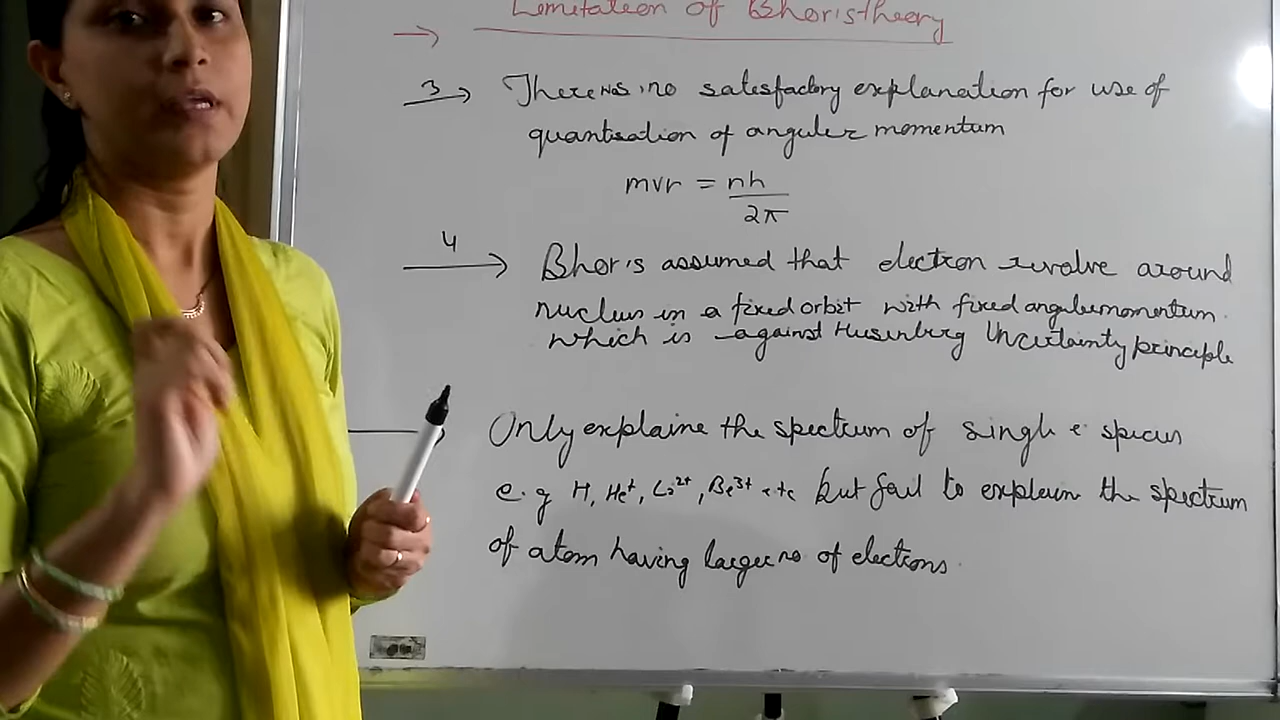 Limitation of Bhor's theory
3 → There is no satesfactory explanation for use of
quantisation of angular momentum
mvr = nh
2π
4 → Bhor's assumed that electron revolve around
nucleus in a fixed orbit with fixed angular momentum.
which is against Heisenberg Uncertainty principle
Only explaine the spectrum of single e⁻ species
e.g H, He⁺, Li²⁺, Be³⁺ etc but fail to explain the spectrum
of atom having larger no of electrons.